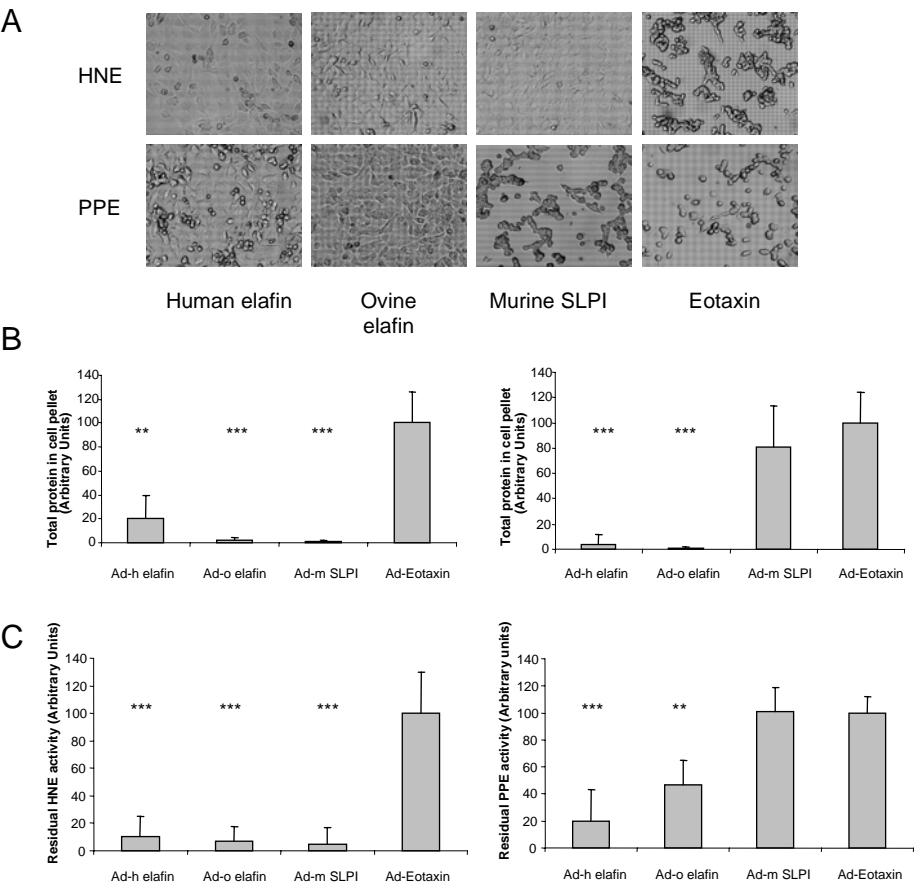 A
HNE
PPE
Human elafin
Ovine
elafin
Murine SLPI
Eotaxin
B
Total protein in cell pellet
(Arbitrary Units)
140
120
100
80
60
40
20
0
**
***
***
Ad-h elafin
Ad-o elafin
Ad-m SLPI
Ad-Eotaxin
Total protein in cell pellet
(Arbitrary Units)
140
120
100
80
60
40
20
0
***
***
Ad-h elafin
Ad-o elafin
Ad-m SLPI
Ad-Eotaxin
C
Residual HNE activity (Arbitrary Units)
140
120
100
80
60
40
20
0
***
***
***
Ad-h elafin
Ad-o elafin
Ad-m SLPI
Ad-Eotaxin
Residual PPE activity (Arbitrary units)
140
120
100
80
60
40
20
0
***
**
Ad-h elafin
Ad-o elafin
Ad-m SLPI
Ad-Eotaxin